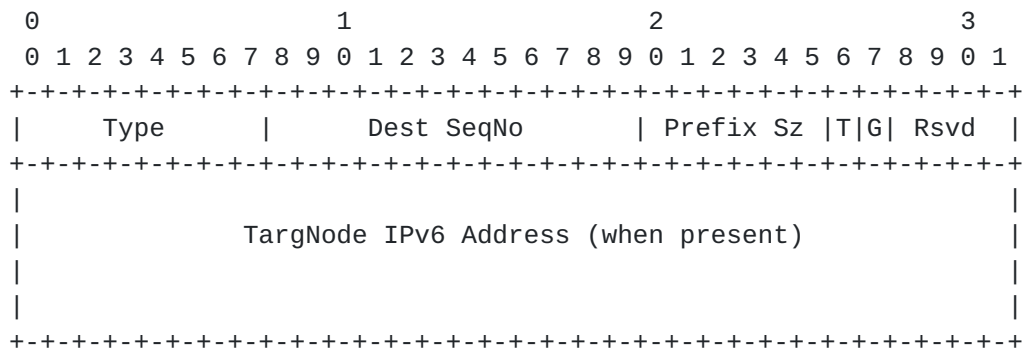 0                   1                   2                   3
 0 1 2 3 4 5 6 7 8 9 0 1 2 3 4 5 6 7 8 9 0 1 2 3 4 5 6 7 8 9 0 1
+-+-+-+-+-+-+-+-+-+-+-+-+-+-+-+-+-+-+-+-+-+-+-+-+-+-+-+-+-+-+-+-+
|     Type      |      Dest SeqNo       | Prefix Sz |T|G| Rsvd  |
+-+-+-+-+-+-+-+-+-+-+-+-+-+-+-+-+-+-+-+-+-+-+-+-+-+-+-+-+-+-+-+-+
|                                                               |
|              TargNode IPv6 Address (when present)             |
|                                                               |
|                                                               |
+-+-+-+-+-+-+-+-+-+-+-+-+-+-+-+-+-+-+-+-+-+-+-+-+-+-+-+-+-+-+-+-+